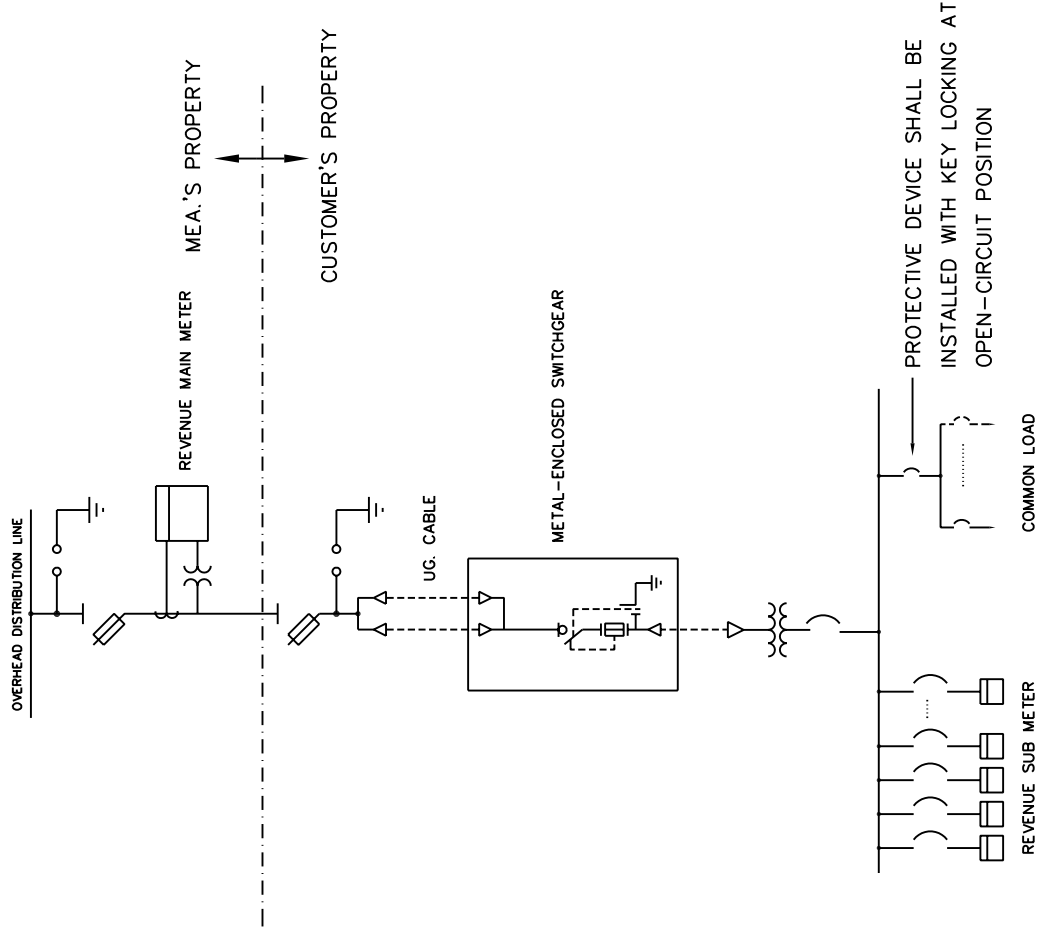 OVERHEAD DISTRIBUTION LINE
REVENUE MAIN METER
MEA.'S PROPERTY
CUSTOMER'S PROPERTY
UG. CABLE
METAL-ENCLOSED SWITCHGEAR
PROTECTIVE DEVICE SHALL BE
INSTALLED WITH KEY LOCKING AT
OPEN-CIRCUIT POSITION
REVENUE SUB METER
COMMON LOAD